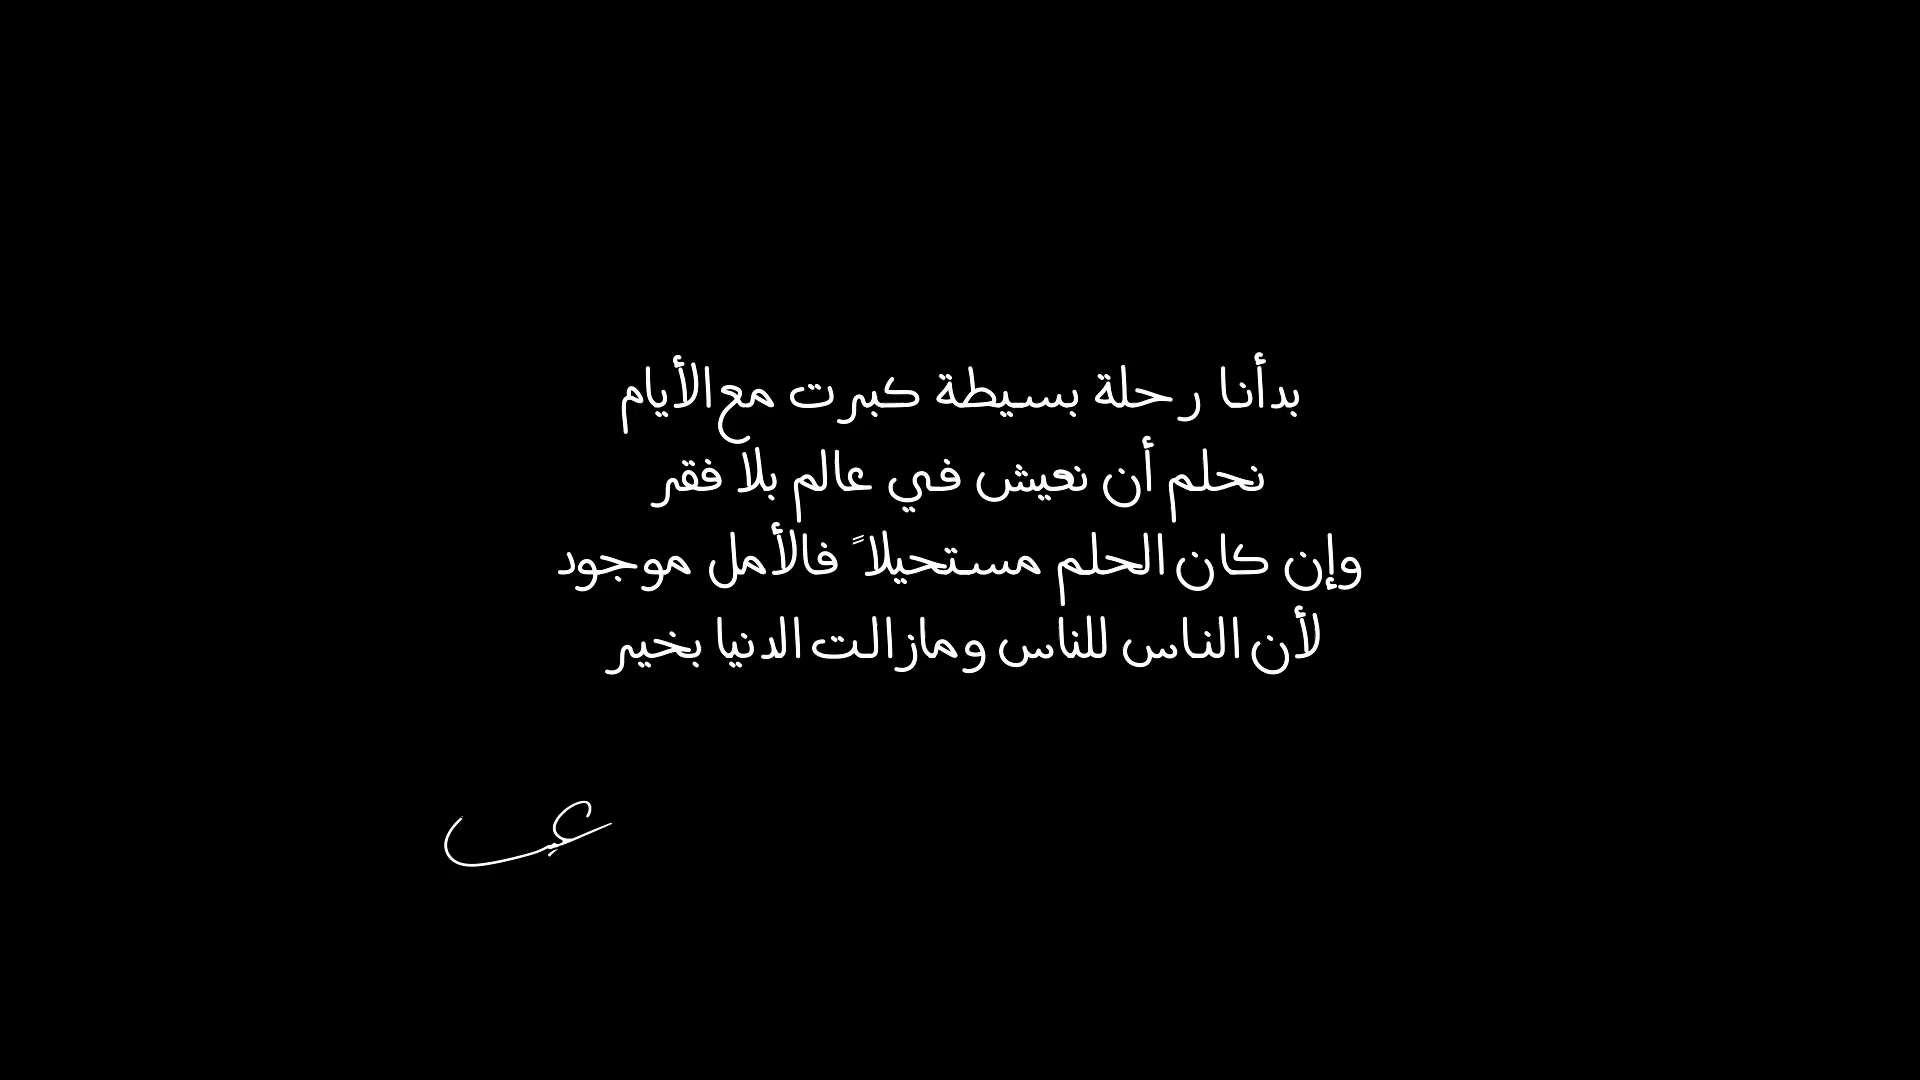 بدأنا رحلة بسيطة كبرت مع الأيام
نحلم أن نعيش في عالم بلا فقر
وإن كان الحلم مستحيلاً فالأمل موجود
لأن الناس للناس ومازالت الدنيا بخير